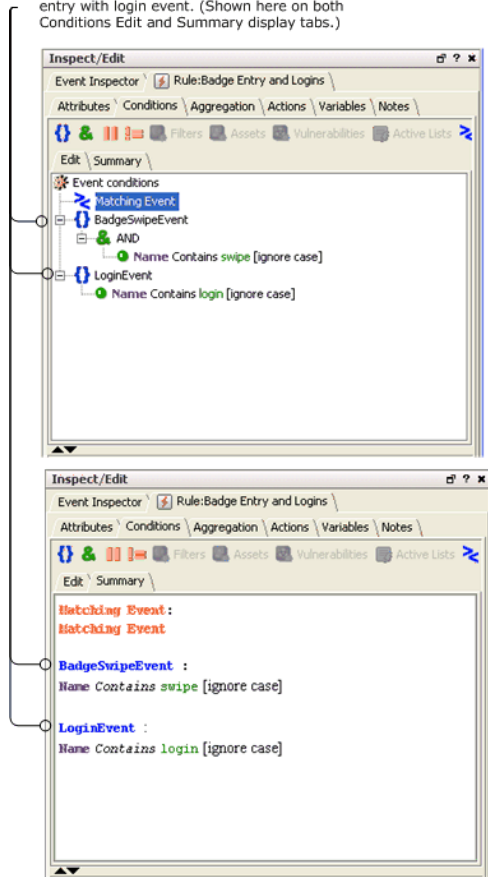 entry with login event. (Shown here on both
Conditions Edit and Summary display tabs.)
Inspect/Edit
Event Inspector Rule:Badge Entry and Logins
Attributes Conditions Aggregation Actions Variables Notes
{} & Filters Assets Vulnerabilities Active Lists
Edit Summary
Event conditions
Matching Event
{} BadgeSwipeEvent
& AND
Name Contains swipe [ignore case]
{} LoginEvent
Name Contains login [ignore case]
Inspect/Edit
Event Inspector Rule:Badge Entry and Logins
Attributes Conditions Aggregation Actions Variables Notes
{} & Filters Assets Vulnerabilities Active Lists
Edit Summary
Matching Event:
Matching Event
BadgeSwipeEvent :
Name Contains swipe [ignore case]
LoginEvent :
Name Contains login [ignore case]